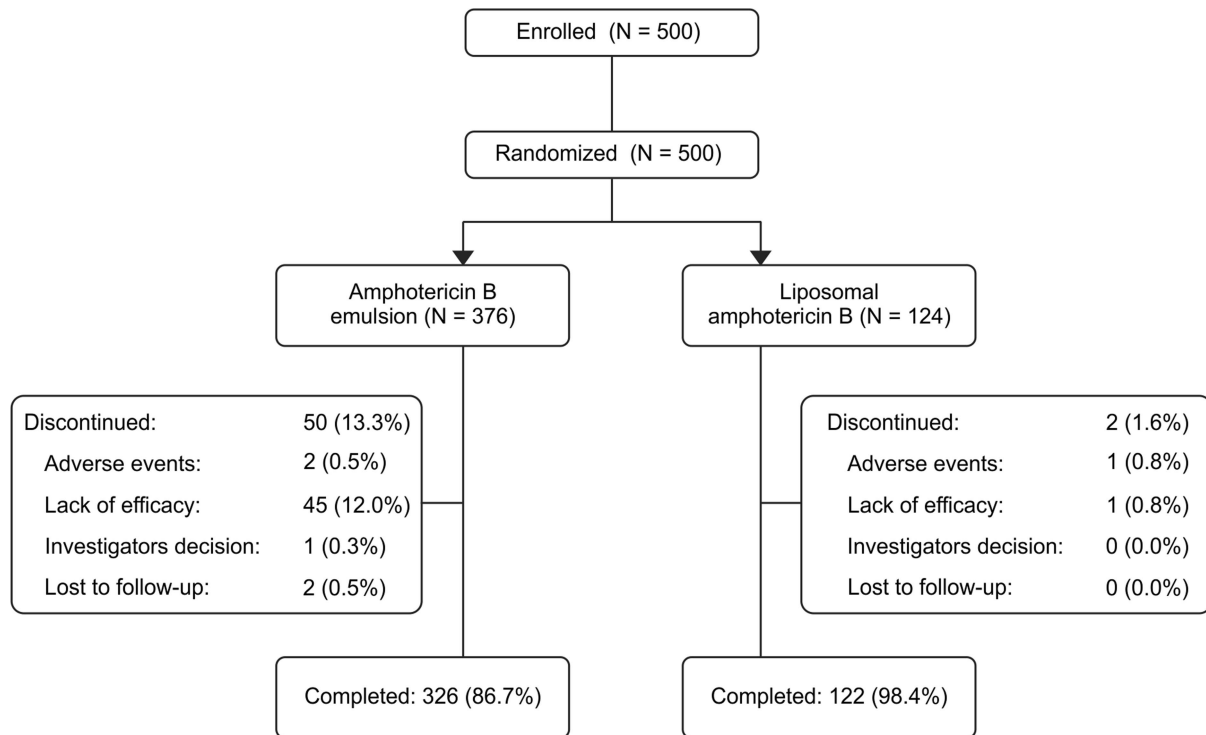 Enrolled (N = 500)
Randomized (N = 500)
Amphotericin B
emulsion (N = 376)
Liposomal
amphotericin B (N = 124)
Discontinued: 50 (13.3%)
Adverse events: 2 (0.5%)
Lack of efficacy: 45 (12.0%)
Investigators decision: 1 (0.3%)
Lost to follow-up: 2 (0.5%)
Discontinued: 2 (1.6%)
Adverse events: 1 (0.8%)
Lack of efficacy: 1 (0.8%)
Investigators decision: 0 (0.0%)
Lost to follow-up: 0 (0.0%)
Completed: 326 (86.7%)
Completed: 122 (98.4%)